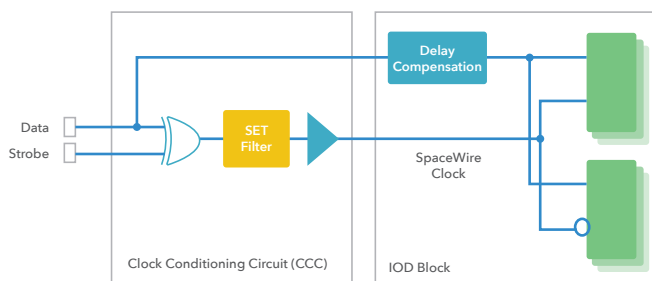 Delay
Compensation
Data
Strobe
SET
Filter
SpaceWire
Clock
Clock Conditioning Circuit (CCC)
IOD Block